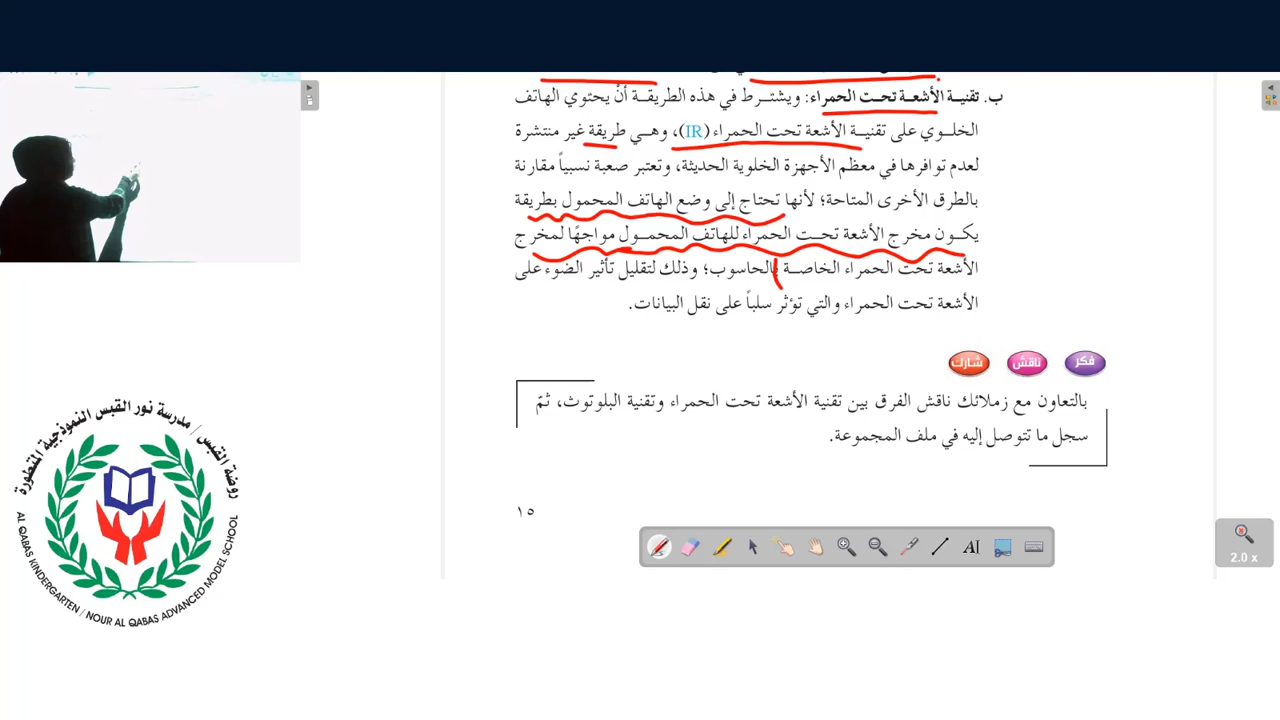 ب. تقنيـة الأشعـة تحـت الحمراء: ويشتـرط في هذه الطريقـة أنْ يحتوي الهاتف
الخلـوي على تقنيـة الأشعة تحت الحمراء (IR)، وهـي طريقة غير منتشرة
لعدم توافرها في معظم الأجهزة الخلوية الحديثة، وتعتبر صعبة نسبياً مقارنة
بالطرق الأخرى المتاحة؛ لأنها تحتاج إلى وضع الهاتف المحمول بطريقة
يكـون مخرج الأشعة تحـت الحمراء للهاتف المحمـول مواجهًا لمخرج
الأشعة تحت الحمراء الخاصـة بالحاسوب؛ وذلك لتقليل تأثير الضوء على
الأشعة تحت الحمراء والتي تؤثر سلباً على نقل البيانات.
فكر
ناقش
شارك
بالتعاون مع زملائك ناقش الفرق بين تقنية الأشعة تحت الحمراء وتقنية البلوتوث، ثمّ
سجل ما تتوصل إليه في ملف المجموعة.
١٥
AI
2.0 x
روضة القبس / مدرسة نور القبس النموذجية المتطورة
AL QABAS KINDERGARTEN / NOUR AL QABAS ADVANCED MODEL SCHOOL